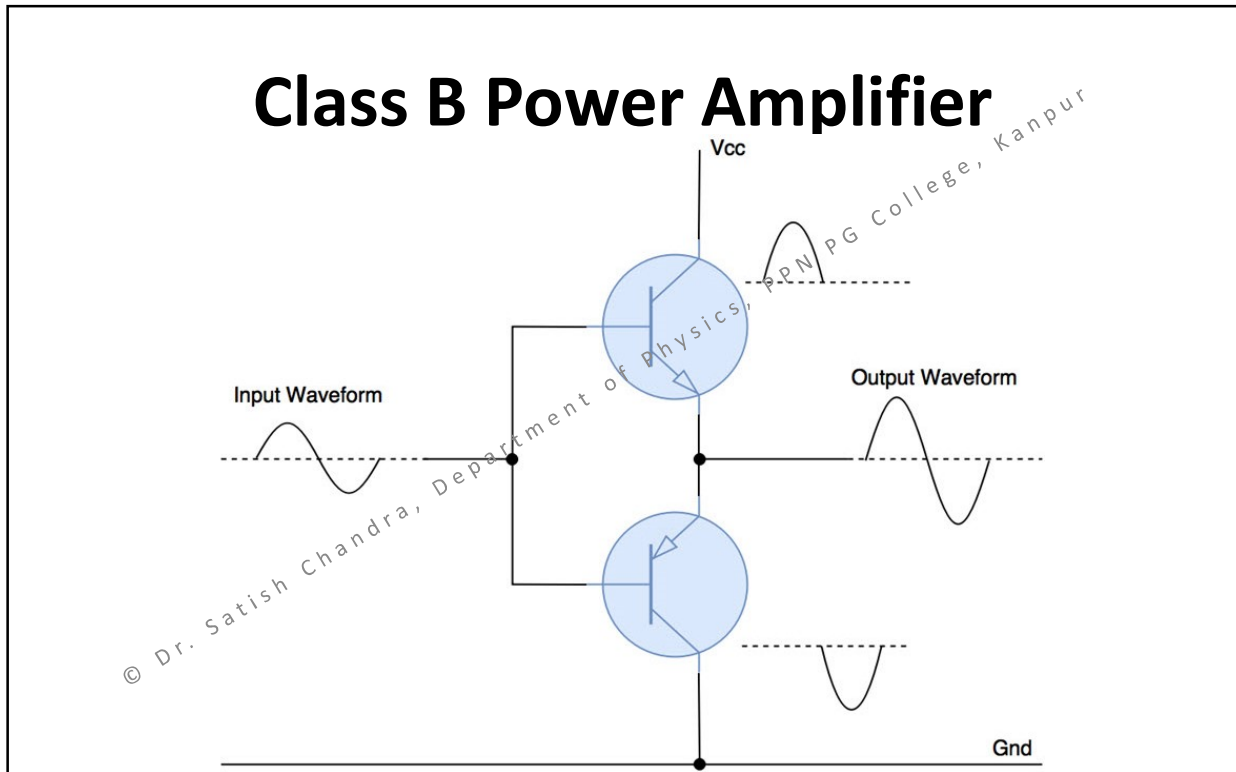 Class B Power Amplifier
Vcc
Input Waveform
Output Waveform
© Dr. Satish Chandra, Department of Physics, PPN PG College, Kanpur
Gnd